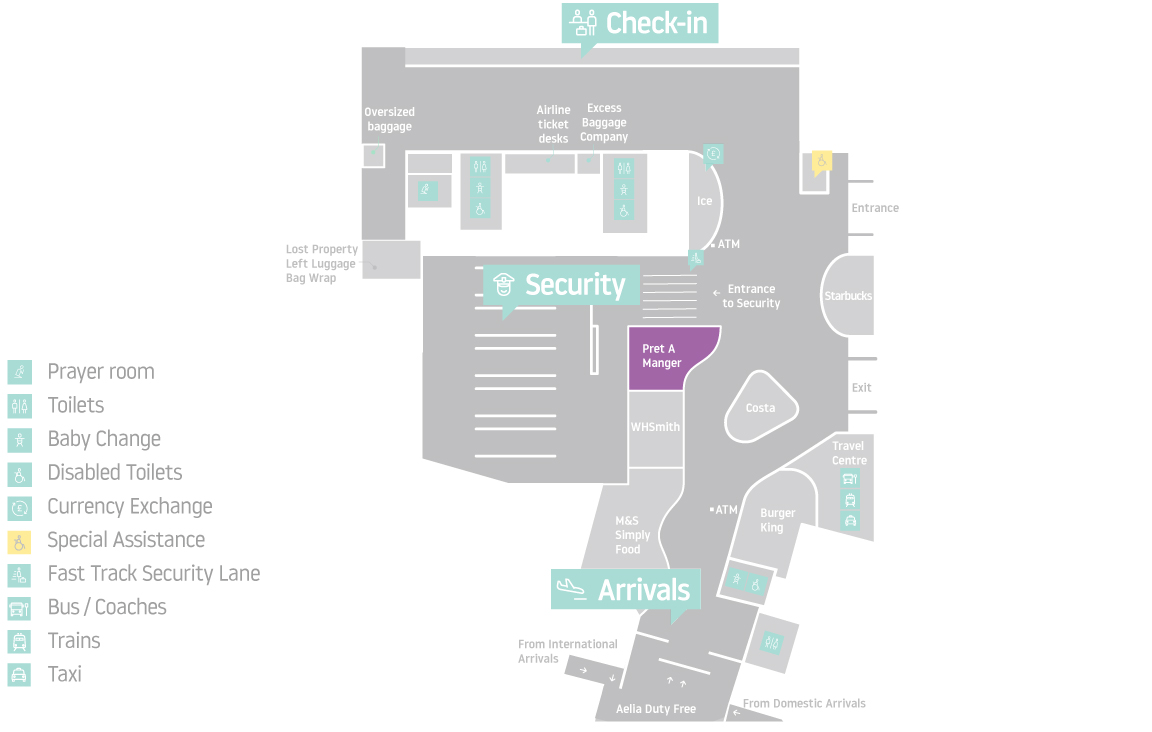 Check-in
Oversized
baggage
Airline
ticket
desks
Excess
Baggage
Company
Ice
ATM
Entrance
Lost Property
Left Luggage
Bag Wrap
Security
Entrance
to Security
Starbucks
Pret A
Manger
Exit
Costa
WHSmith
Travel
Centre
ATM
Burger
King
M&S
Simply
Food
Arrivals
From International
Arrivals
Aelia Duty Free
From Domestic Arrivals
Prayer room
Toilets
Baby Change
Disabled Toilets
Currency Exchange
Special Assistance
Fast Track Security Lane
Bus / Coaches
Trains
Taxi